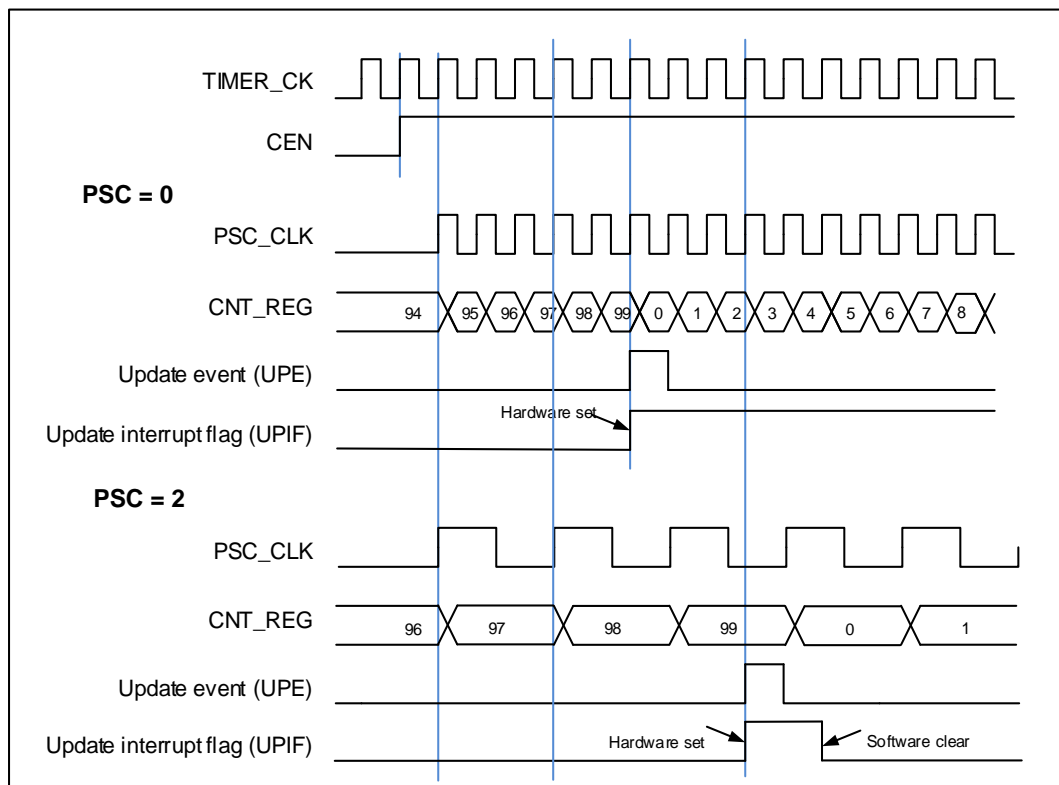 TIMER_CK
CEN
PSC = 0
PSC_CLK
CNT_REG 94 95 96 97 98 99 0 1 2 3 4 5 6 7 8
Update event (UPE)
Hardware set
Update interrupt flag (UPIF)
PSC = 2
PSC_CLK
CNT_REG 96 97 98 99 0 1
Update event (UPE)
Update interrupt flag (UPIF) Hardware set Software clear